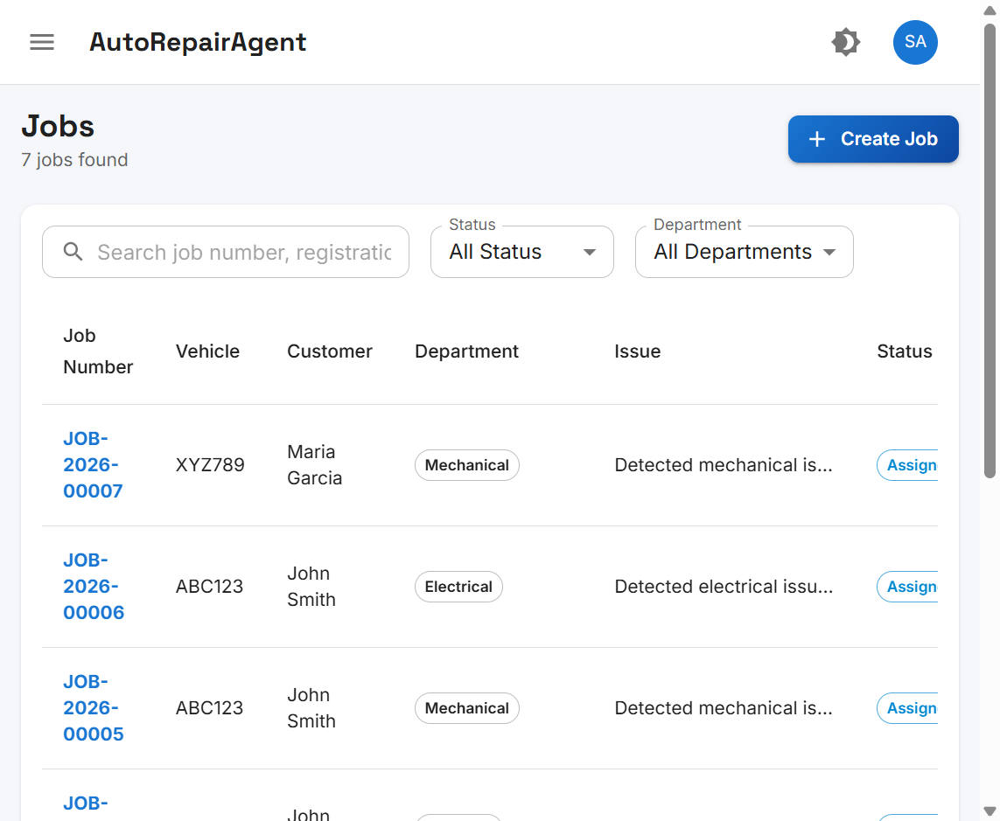 AutoRepairAgent
SA
Jobs
7 jobs found
+ Create Job
Status
Department
Search job number, registratic
All Status
All Departments
Job
Number
Vehicle
Customer
Department
Issue
Status
JOB-
2026-
00007
XYZ789
Maria
Garcia
Mechanical
Detected mechanical is...
Assign
JOB-
2026-
00006
ABC123
John
Smith
Electrical
Detected electrical issu...
Assign
JOB-
2026-
00005
ABC123
John
Smith
Mechanical
Detected mechanical is...
Assign
JOB-
John